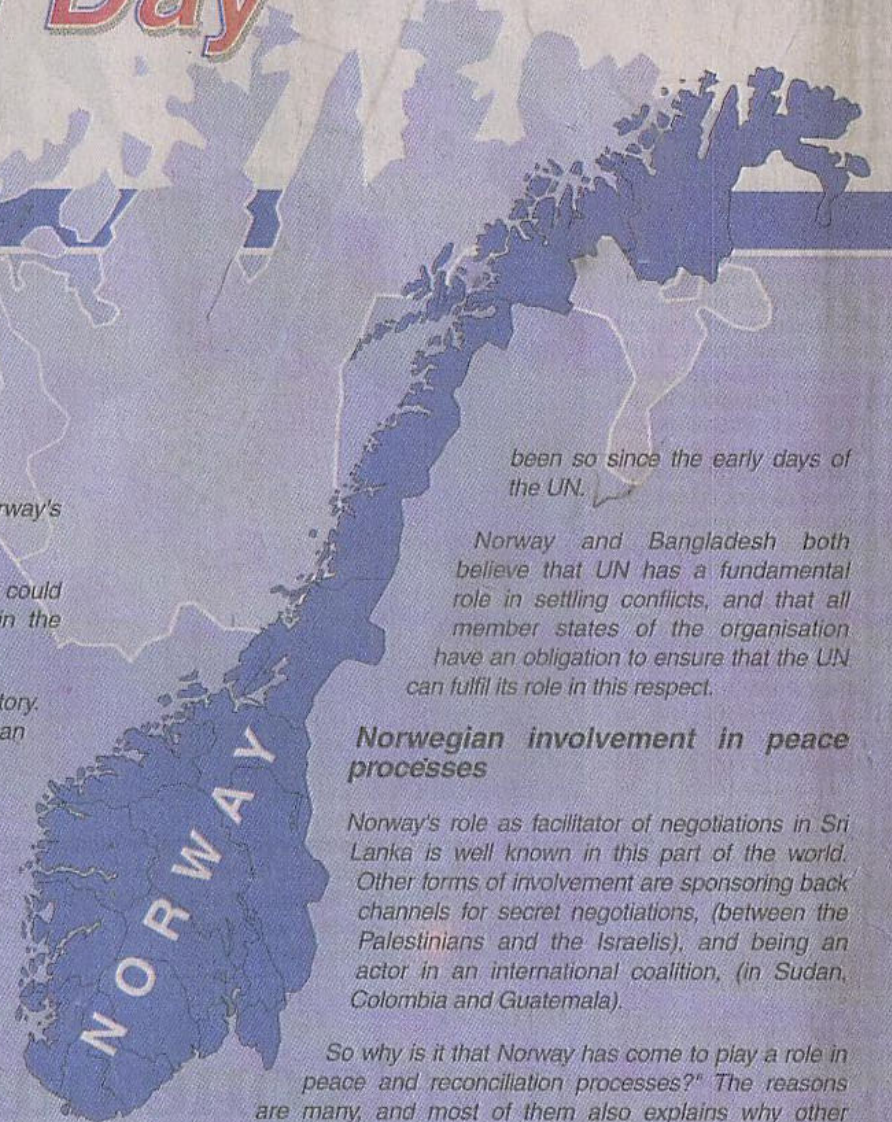 Day
rway's
could
in the
tory.
an
NORWAY
been so since the early days of
the UN.
Norway and Bangladesh both
believe that UN has a fundamental
role in settling conflicts, and that all
member states of the organisation
have an obligation to ensure that the UN
can fulfil its role in this respect.
Norwegian involvement in peace
processes
Norway's role as facilitator of negotiations in Sri
Lanka is well known in this part of the world.
Other forms of involvement are sponsoring back
channels for secret negotiations, (between the
Palestinians and the Israelis), and being an
actor in an international coalition, (in Sudan,
Colombia and Guatemala).
So why is it that Norway has come to play a role in
peace and reconciliation processes?" The reasons
are many, and most of them also explains why other